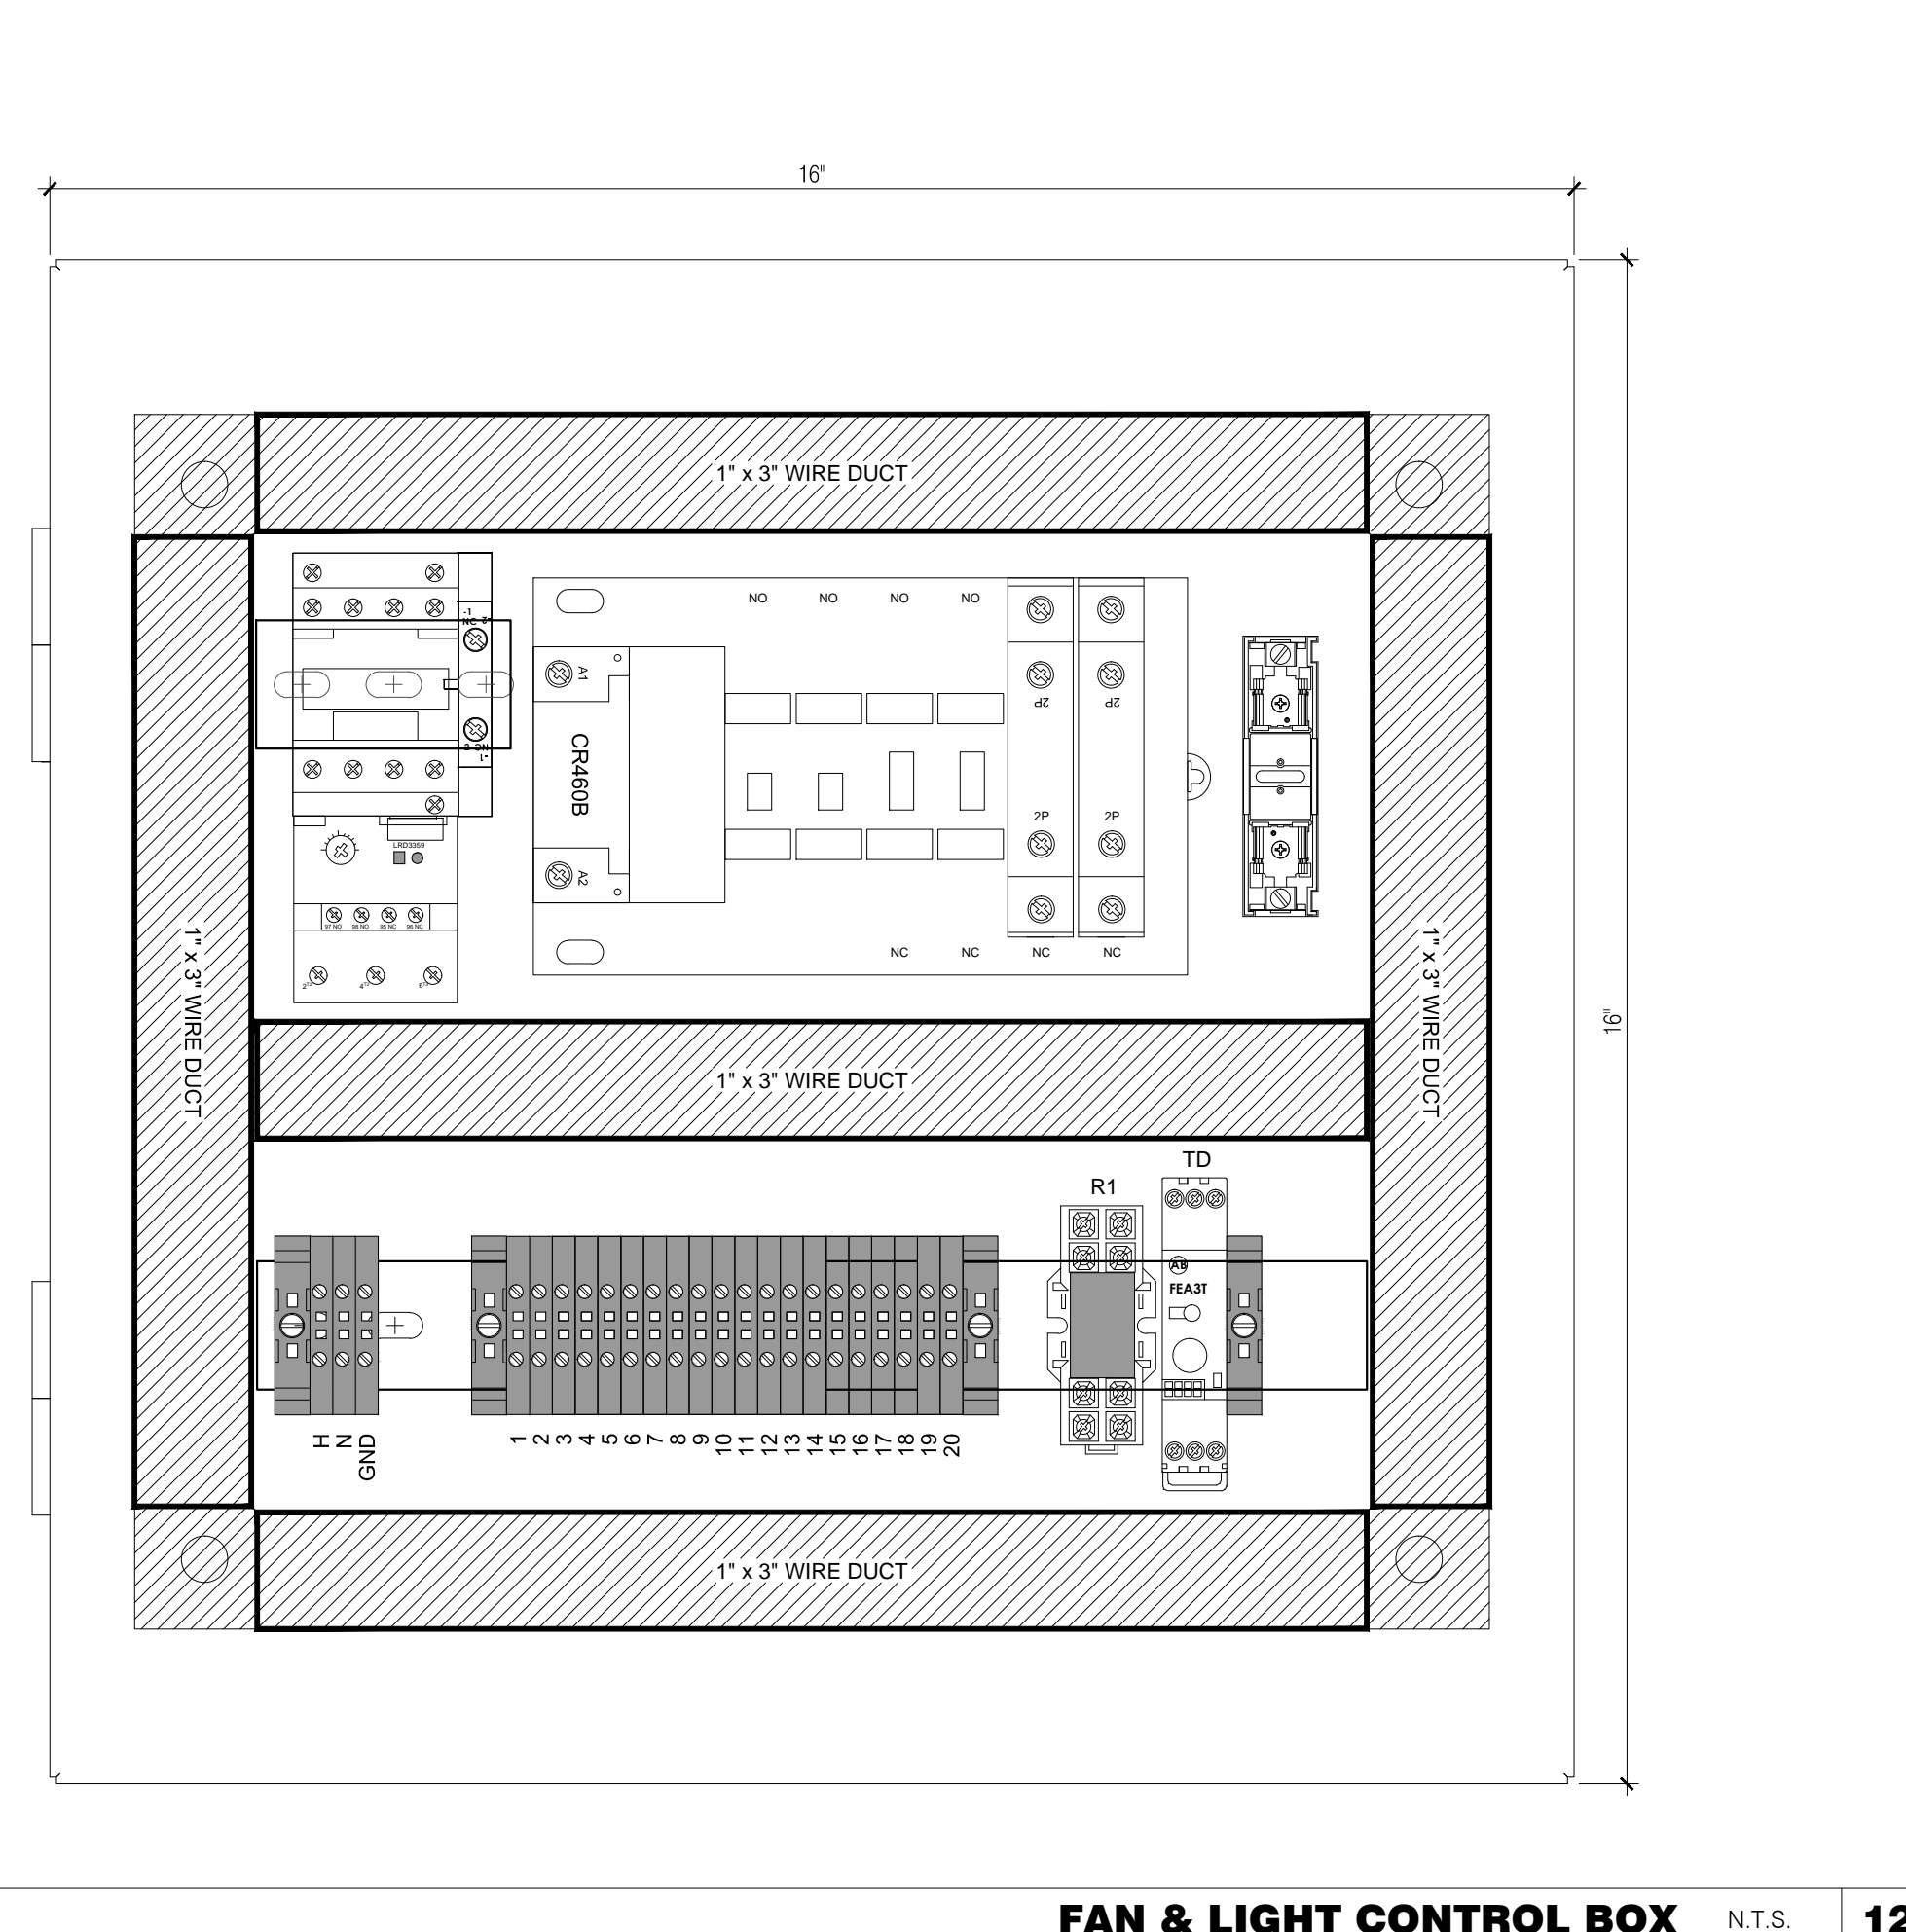 16"
1" x 3" WIRE DUCT
NO NO NO NO
-1
NC -2
A1
2P 2P
CR460B
NC -2
-1
2P 2P
LRD3359
A2
97 NO 98 NO 95 NC 96 NC
NC NC NC NC
1" x 3" WIRE DUCT
1" x 3" WIRE DUCT
16"
1" x 3" WIRE DUCT
TD
R1
AB
FEA3T
H N GND
1 2 3 4 5 6 7 8 9 10 11 12 13 14 15 16 17 18 19 20
1" x 3" WIRE DUCT
FAN & LIGHT CONTROL BOX N.T.S. 12